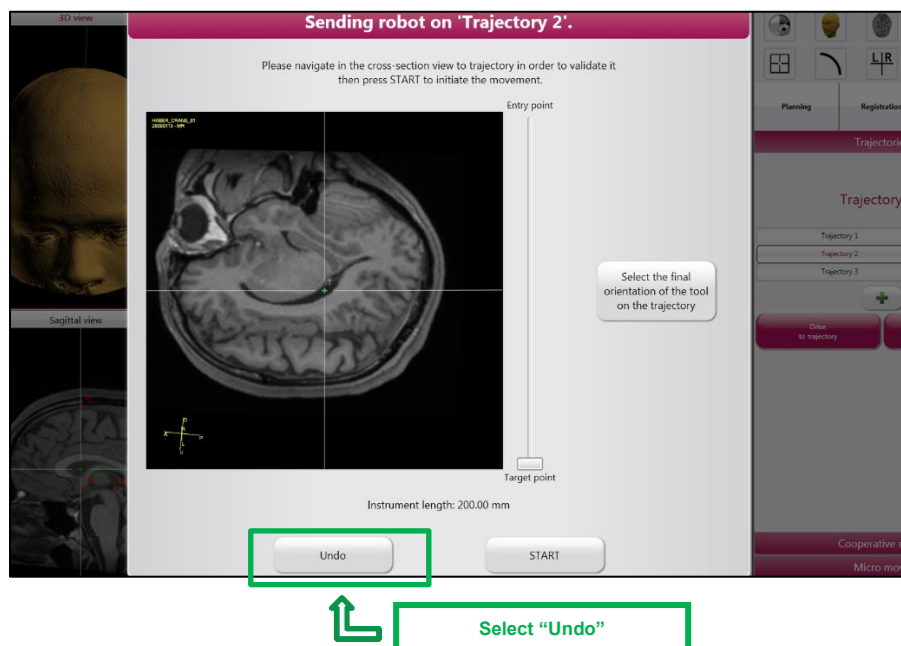 3D view
Sending robot on 'Trajectory 2'.
Please navigate in the cross-section view to trajectory in order to validate it
then press START to initiate the movement.
Entry point
Select the final
orientation of the tool
on the trajectory
Target point
Instrument length: 200.00 mm
Undo
START
Sagittal view
L|R
Planning
Registration
Trajectorie
Trajectory
Trajectory 1
Trajectory 2
Trajectory 3
Drive
to trajectory
Cooperative
Micro mov
Select “Undo”